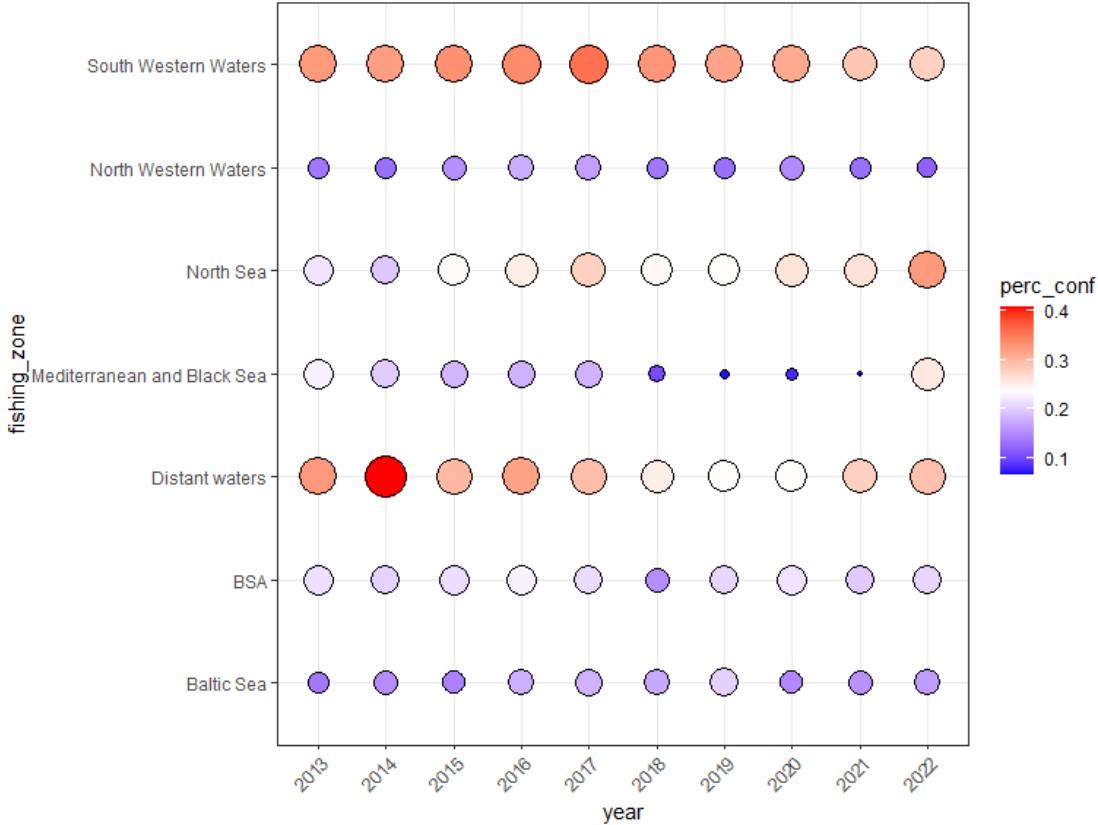 South Western Waters
North Western Waters
North Sea
Mediterranean and Black Sea
Distant waters
BSA
Baltic Sea
fishing_zone
2013 2014 2015 2016 2017 2018 2019 2020 2021 2022
year
perc_conf
0.4
0.3
0.2
0.1